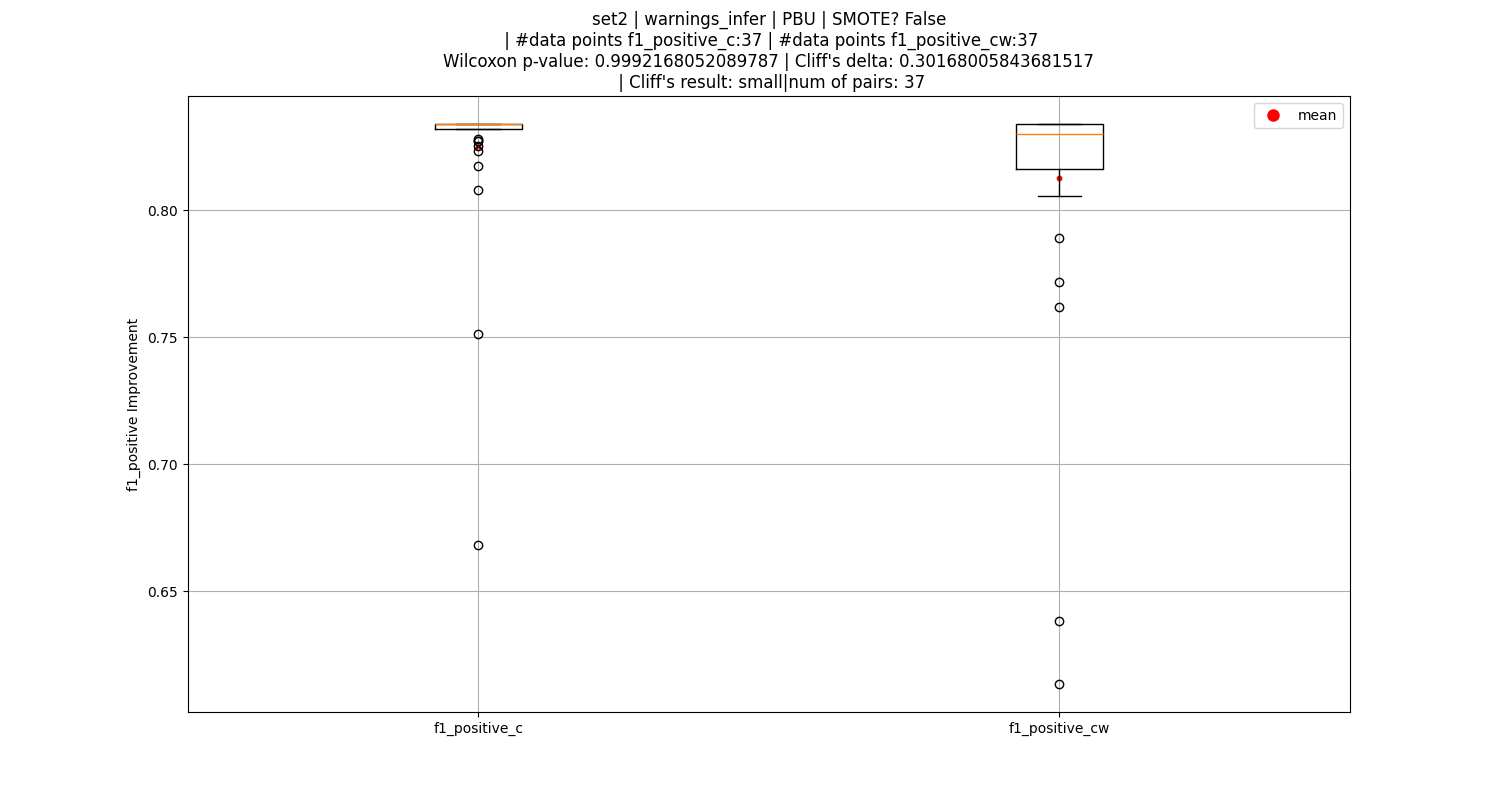 set2 | warnings_infer | PBU | SMOTE? False
| #data points f1_positive_c:37 | #data points f1_positive_cw:37
Wilcoxon p-value: 0.9992168052089787 | Cliff's delta: 0.30168005843681517
| Cliff's result: small|num of pairs: 37
mean
0.80
0.75
0.70
0.65
f1_positive Improvement
f1_positive_c
f1_positive_cw